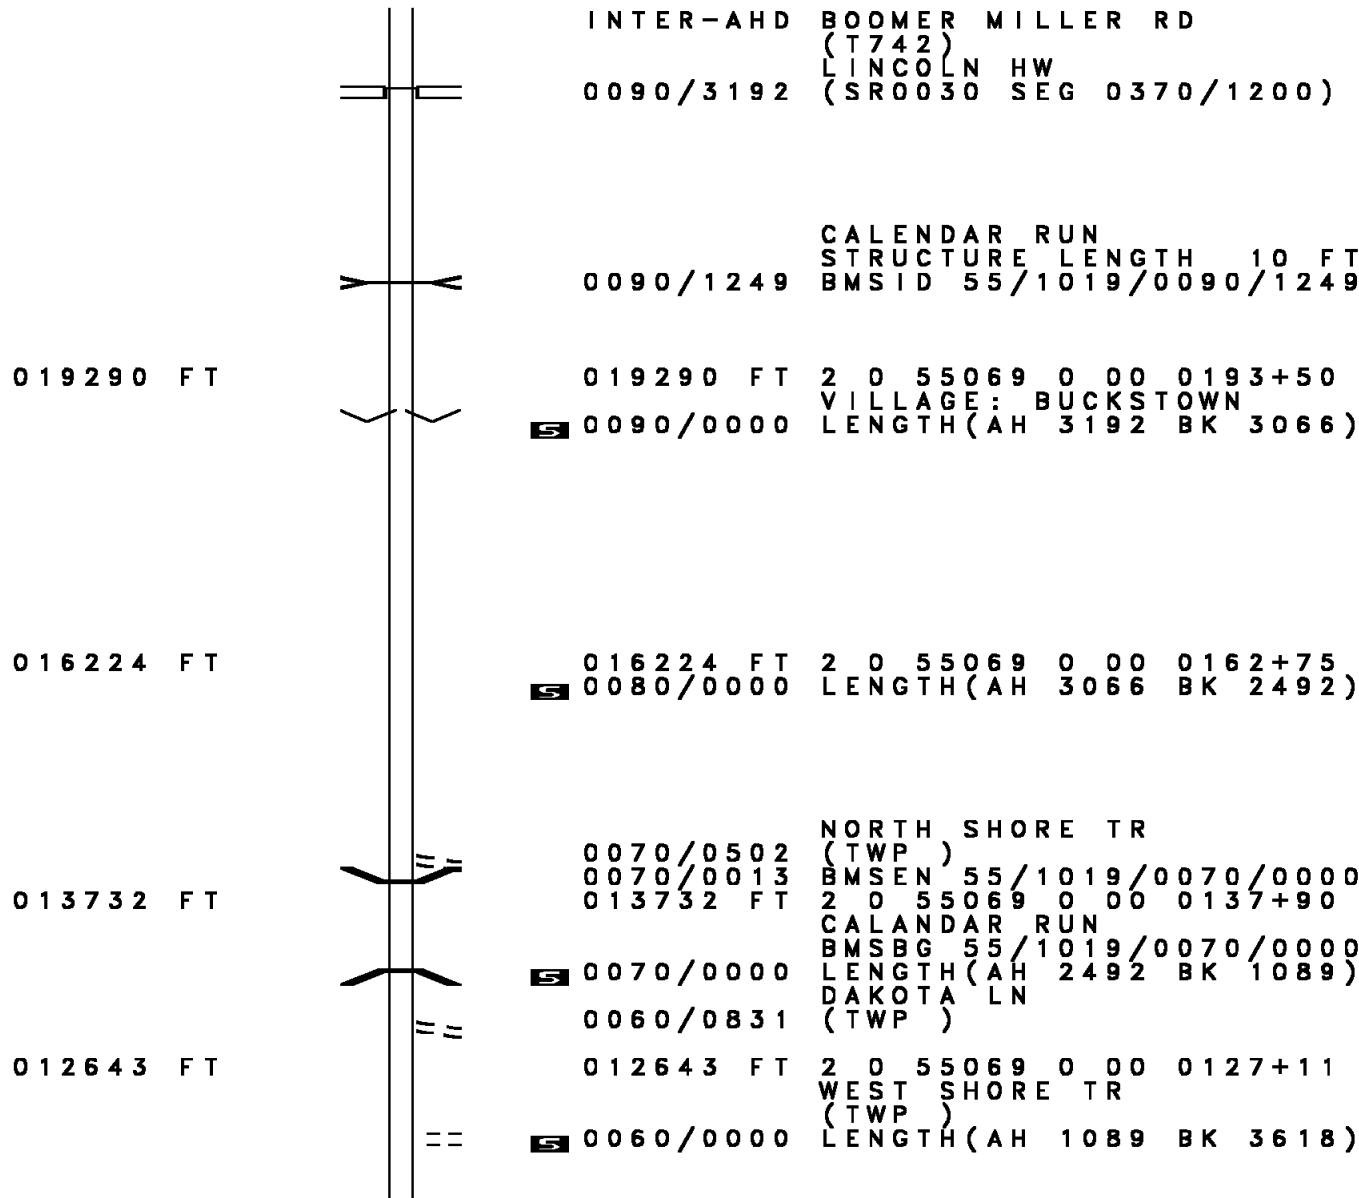 INTER-AHD BOOMER MILLER RD
(T742)
LINCOLN HW
0090/3192 (SR0030 SEG 0370/1200)
CALENDAR RUN
STRUCTURE LENGTH 10 FT
0090/1249 BMSID 55/1019/0090/1249
019290 FT 019290 FT 2 0 55069 0 00 0193+50
VILLAGE: BUCKSTOWN
S 0090/0000 LENGTH(AH 3192 BK 3066)
016224 FT 016224 FT 2 0 55069 0 00 0162+75
S 0080/0000 LENGTH(AH 3066 BK 2492)
NORTH SHORE TR
0070/0502 (TWP )
0070/0013 BMSEN 55/1019/0070/0000
013732 FT 013732 FT 2 0 55069 0 00 0137+90
CALANDAR RUN
BMSBG 55/1019/0070/0000
S 0070/0000 LENGTH(AH 2492 BK 1089)
DAKOTA LN
0060/0831 (TWP )
012643 FT 012643 FT 2 0 55069 0 00 0127+11
WEST SHORE TR
(TWP )
S 0060/0000 LENGTH(AH 1089 BK 3618)